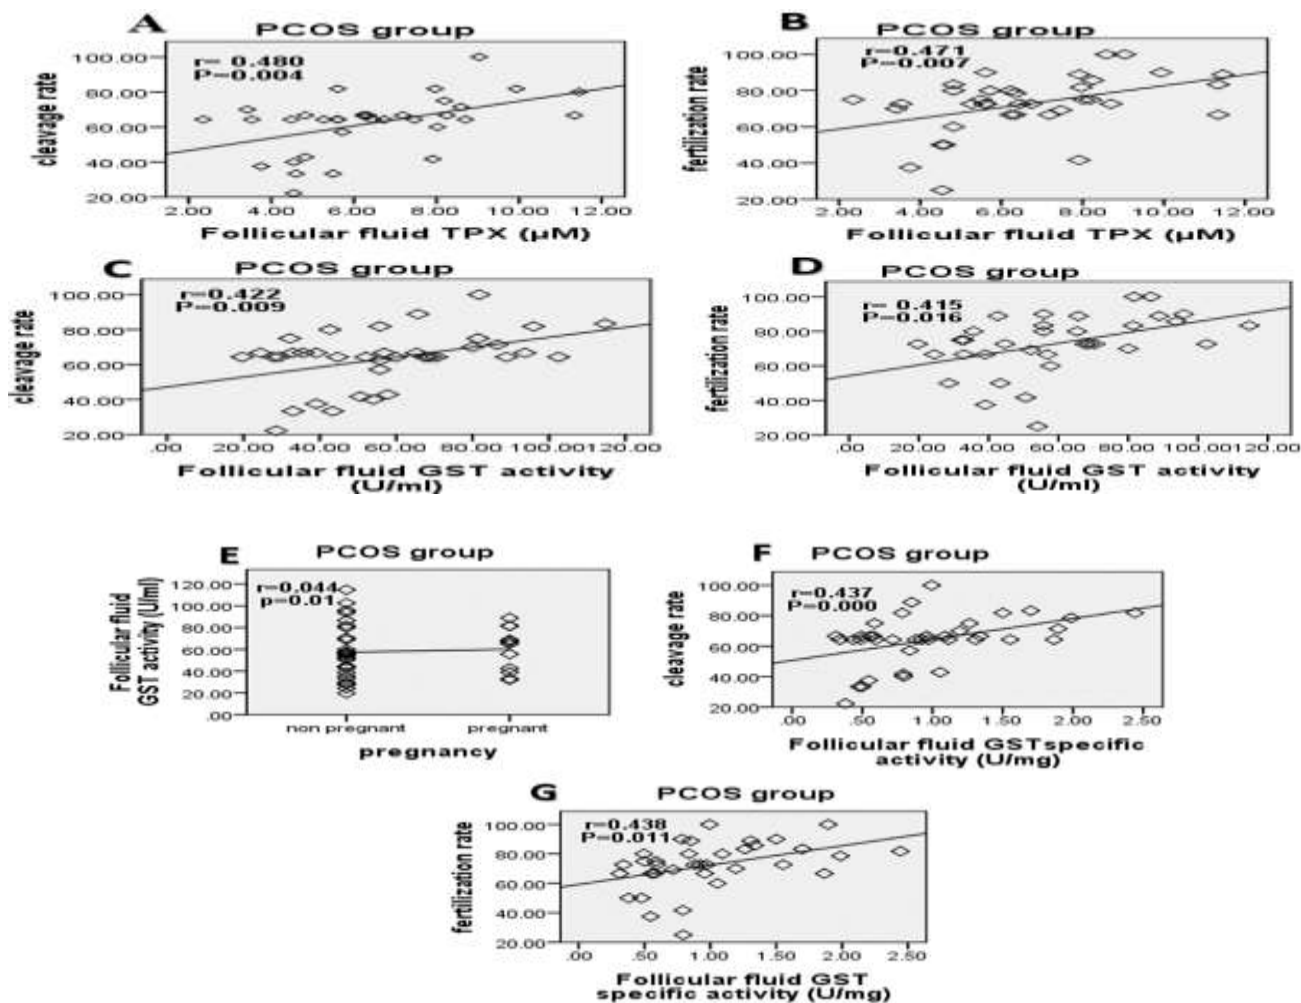 A
PCOS group
r= 0.480
P=0.004
cleavage rate
100.00
80.00
60.00
40.00
20.00
2.00 4.00 6.00 8.00 10.00 12.00
Follicular fluid TPX (µM)
B
PCOS group
r=0.471
P=0.007
fertilization rate
100.00
80.00
60.00
40.00
20.00
2.00 4.00 6.00 8.00 10.00 12.00
Follicular fluid TPX (µM)
C
PCOS group
r=0.422
P=0.009
cleavage rate
100.00
80.00
60.00
40.00
20.00
.00 20.00 40.00 60.00 80.00 100.00 120.00
Follicular fluid GST activity
(U/ml)
D
PCOS group
r= 0.415
P=0.016
fertilization rate
100.00
80.00
60.00
40.00
20.00
.00 20.00 40.00 60.00 80.00 100.00 120.00
Follicular fluid GST activity
(U/ml)
E
PCOS group
r=0.044
p=0.01
Follicular fluid
GST activity (U/ml)
120.00
100.00
80.00
60.00
40.00
20.00
.00
non pregnant pregnant
pregnancy
F
PCOS group
r=0.437
P=0.000
cleavage rate
100.00
80.00
60.00
40.00
20.00
.00 .50 1.00 1.50 2.00 2.50
Follicular fluid GSTspecific
activity (U/mg)
G
PCOS group
r=0.438
P=0.011
fertilization rate
100.00
80.00
60.00
40.00
20.00
.00 .50 1.00 1.50 2.00 2.50
Follicular fluid GST
specific activity (U/mg)